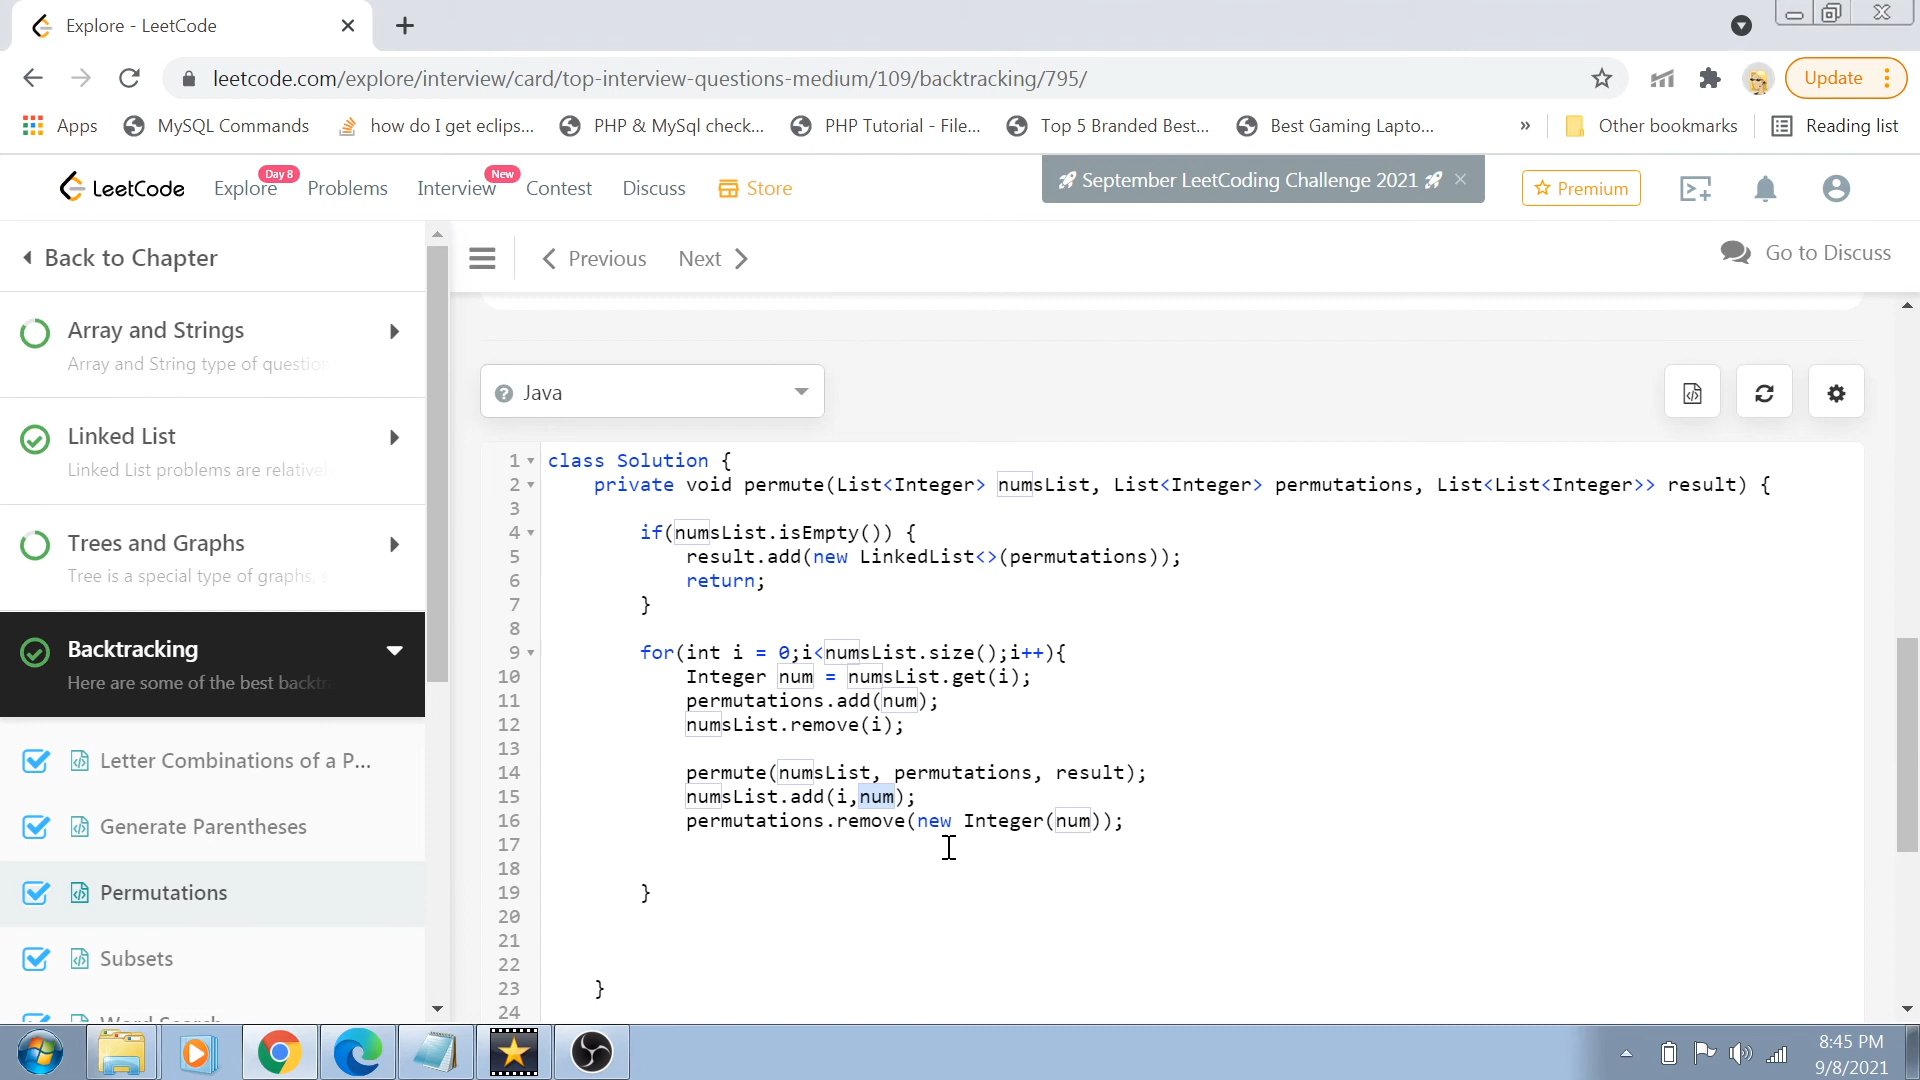 Explore - LeetCode
leetcode.com/explore/interview/card/top-interview-questions-medium/109/backtracking/795/
Update
Apps
MySQL Commands
how do I get eclips...
PHP & MySql check...
PHP Tutorial - File...
Top 5 Branded Best...
Best Gaming Lapto...
»
Other bookmarks
Reading list
LeetCode
Explore
Day 8
Problems
Interview
New
Contest
Discuss
Store
September LeetCoding Challenge 2021
Premium
Back to Chapter
Previous
Next
Go to Discuss
Array and Strings
Array and String type of question
Linked List
Linked List problems are relative
Trees and Graphs
Tree is a special type of graphs, s
Backtracking
Here are some of the best backtr
Letter Combinations of a P...
Generate Parentheses
Permutations
Subsets
Word Search
Java
1 class Solution {
2 private void permute(List<Integer> numsList, List<Integer> permutations, List<List<Integer>> result) {
3
4 if(numsList.isEmpty()) {
5 result.add(new LinkedList<>(permutations));
6 return;
7 }
8
9 for(int i = 0;i<numsList.size();i++){
10 Integer num = numsList.get(i);
11 permutations.add(num);
12 numsList.remove(i);
13
14 permute(numsList, permutations, result);
15 numsList.add(i,num);
16 permutations.remove(new Integer(num));
17
18
19 }
20
21
22
23 }
24
8:45 PM
9/8/2021